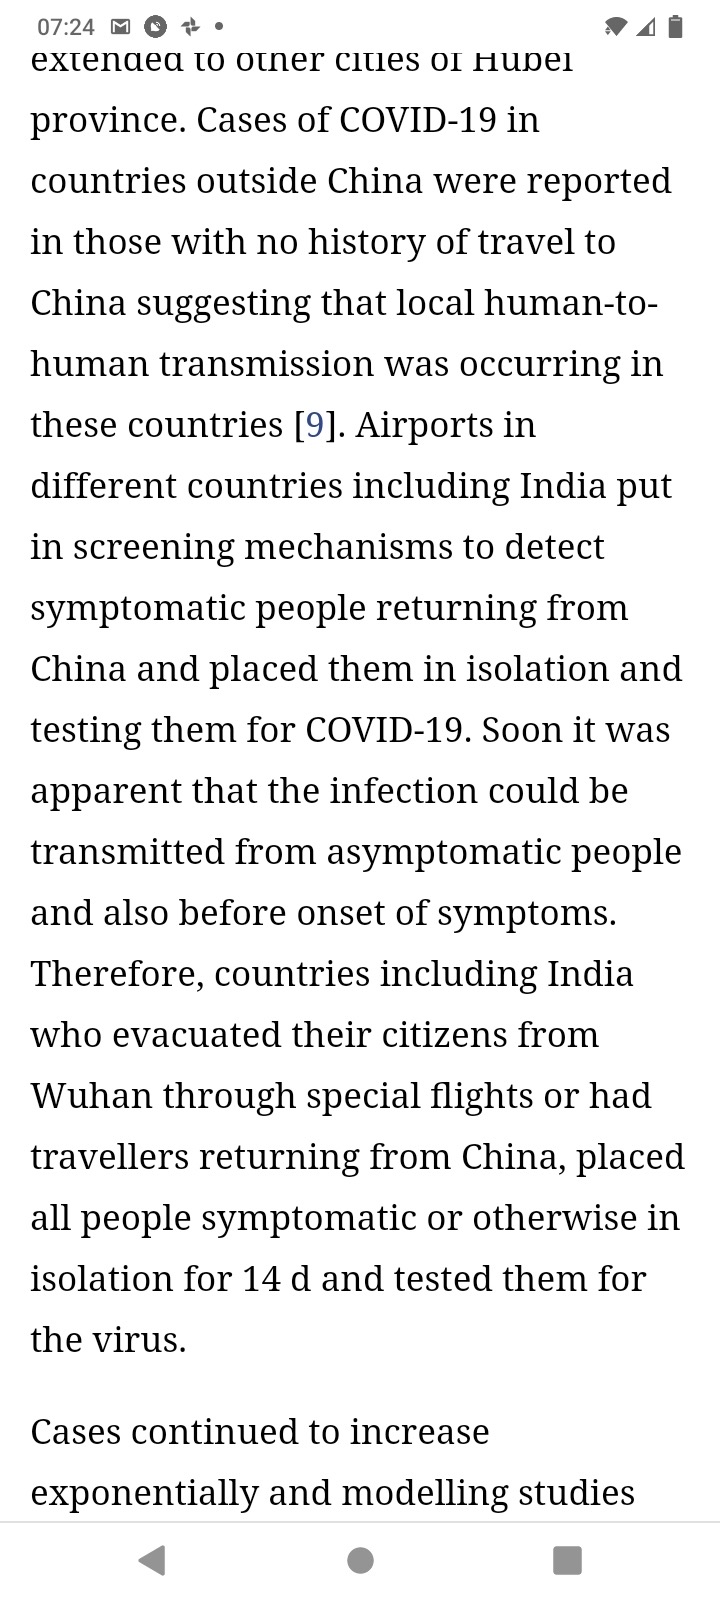 07:24
extended to other cities of Hubei
province. Cases of COVID-19 in
countries outside China were reported
in those with no history of travel to
China suggesting that local human-to-
human transmission was occurring in
these countries [9]. Airports in
different countries including India put
in screening mechanisms to detect
symptomatic people returning from
China and placed them in isolation and
testing them for COVID-19. Soon it was
apparent that the infection could be
transmitted from asymptomatic people
and also before onset of symptoms.
Therefore, countries including India
who evacuated their citizens from
Wuhan through special flights or had
travellers returning from China, placed
all people symptomatic or otherwise in
isolation for 14 d and tested them for
the virus.
Cases continued to increase
exponentially and modelling studies